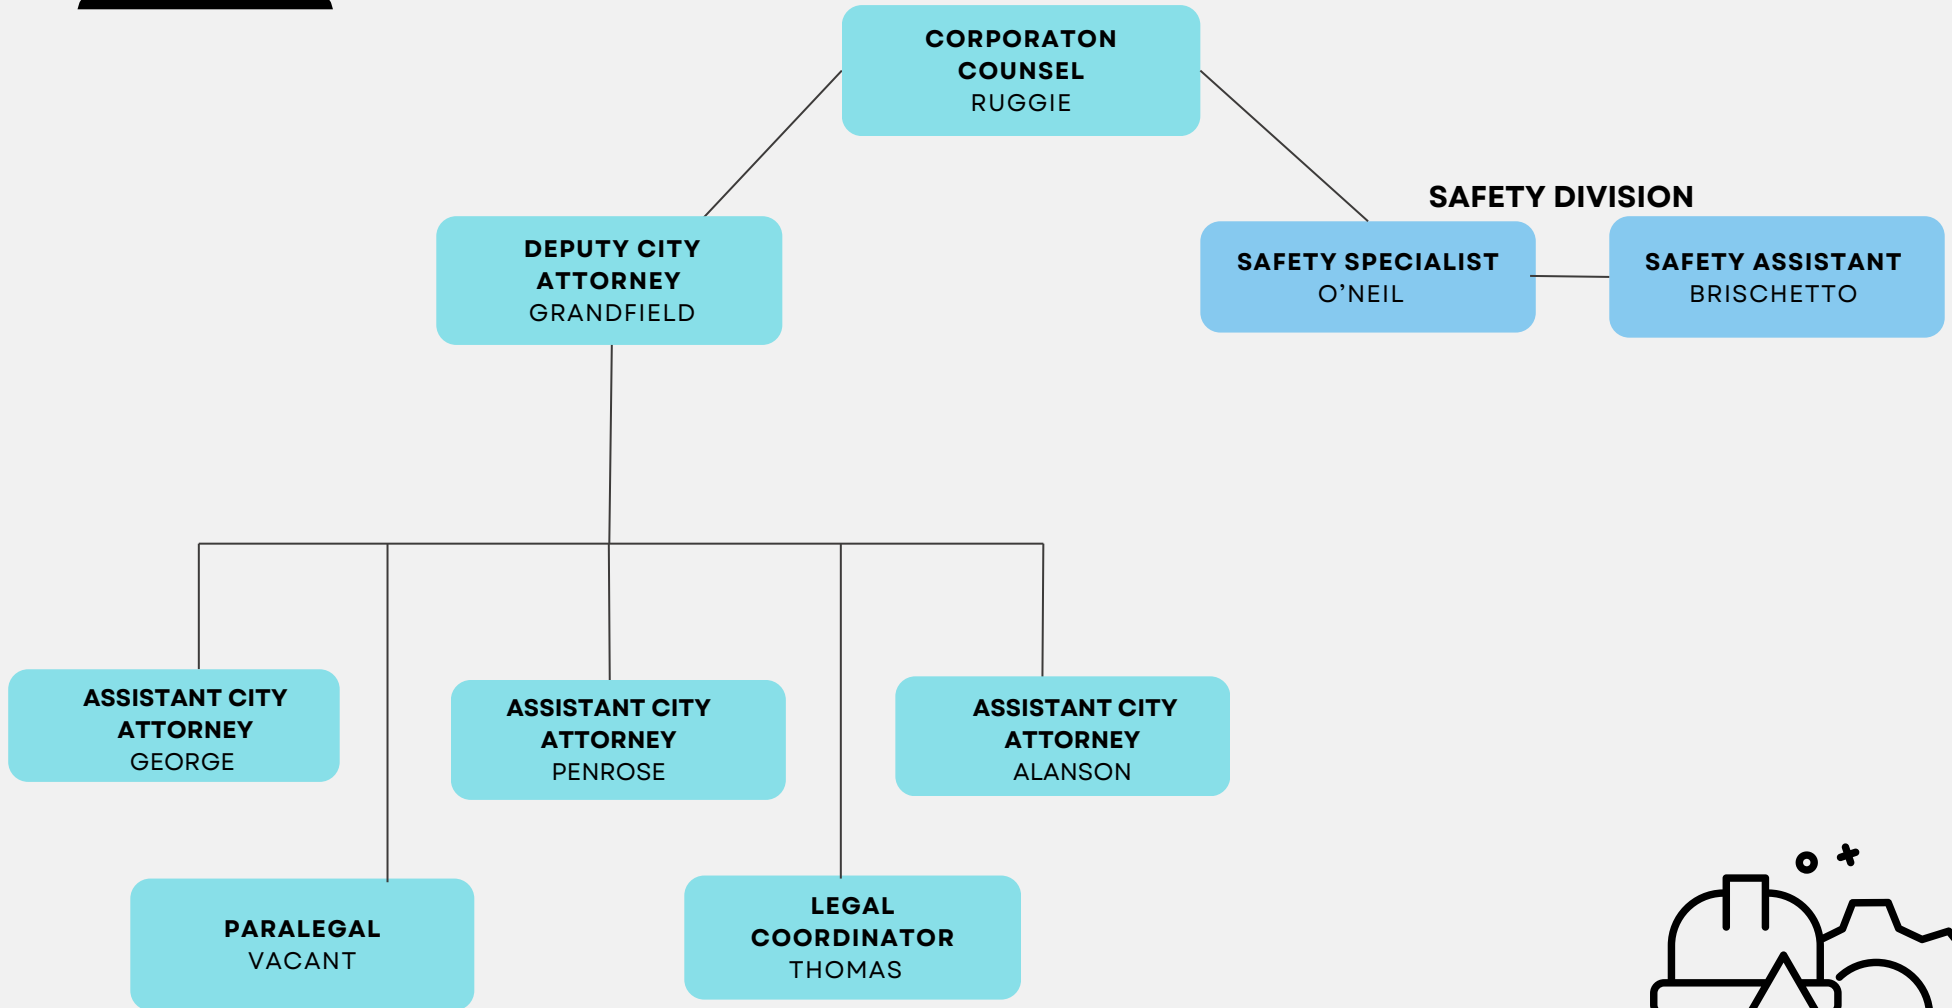 CORPORATON
COUNSEL
RUGGIE
SAFETY DIVISION
DEPUTY CITY
ATTORNEY
GRANDFIELD
SAFETY SPECIALIST
O’NEIL
SAFETY ASSISTANT
BRISCHETTO
ASSISTANT CITY
ATTORNEY
GEORGE
ASSISTANT CITY
ATTORNEY
PENROSE
ASSISTANT CITY
ATTORNEY
ALANSON
PARALEGAL
VACANT
LEGAL
COORDINATOR
THOMAS